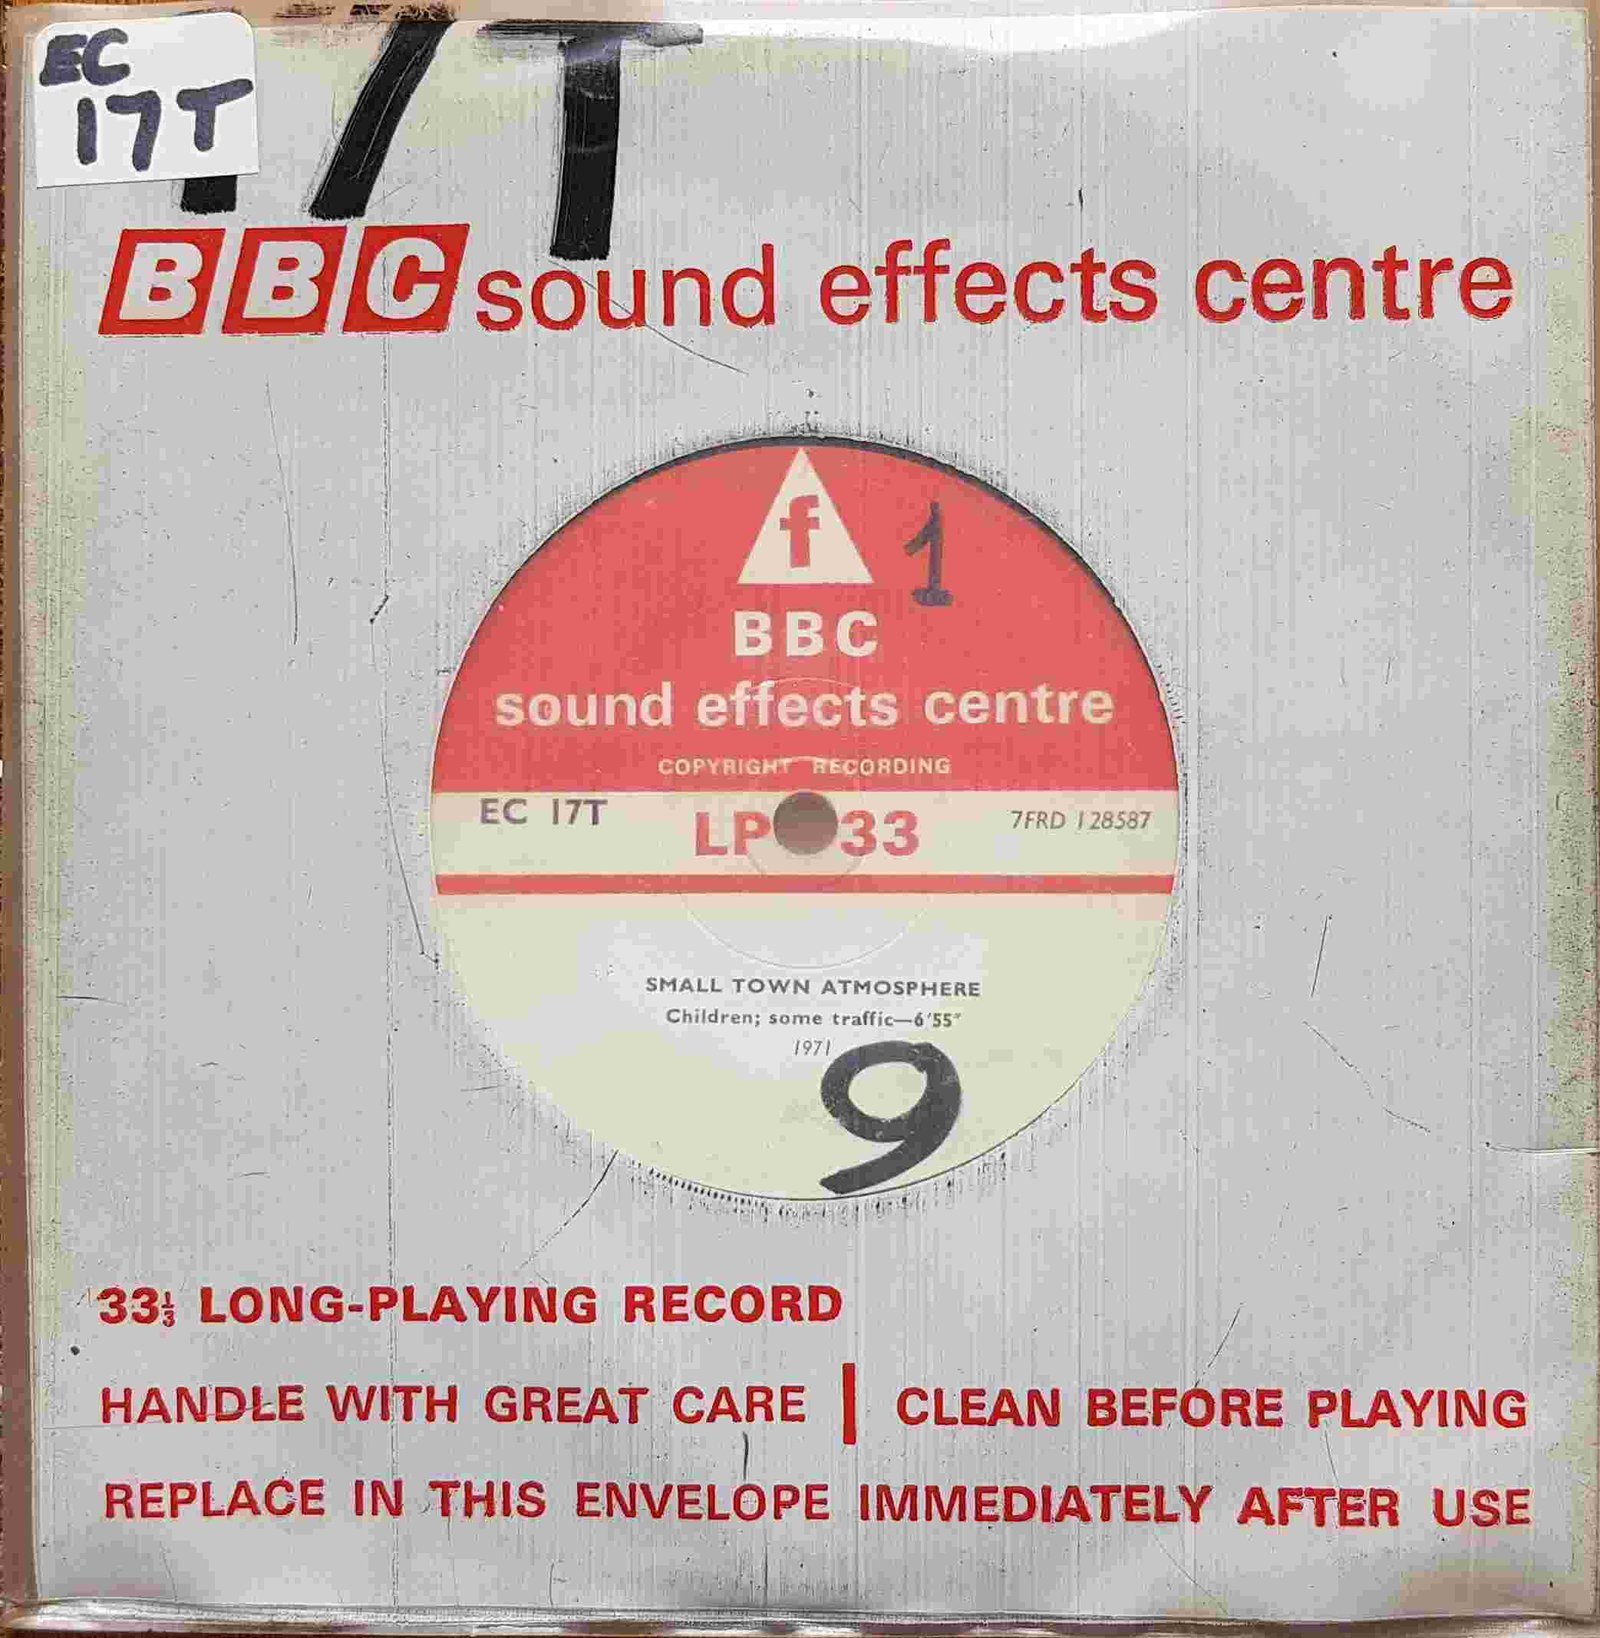 EC
17T
17T
BBC sound effects centre
f
1
BBC
sound effects centre
COPYRIGHT RECORDING
EC 17T
LP 33
7FRD 128587
SMALL TOWN ATMOSPHERE
Children; some traffic—6'55"
1971
9
33⅓ LONG-PLAYING RECORD
HANDLE WITH GREAT CARE | CLEAN BEFORE PLAYING
REPLACE IN THIS ENVELOPE IMMEDIATELY AFTER USE